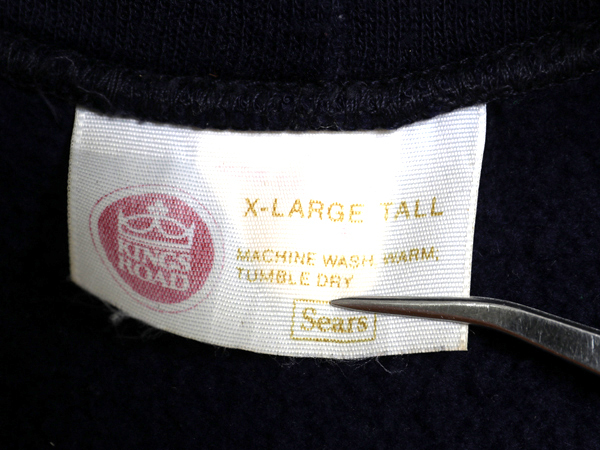 KINGS
ROAD
X-LARGE TALL
MACHINE WASH WARM,
TUMBLE DRY
Sears